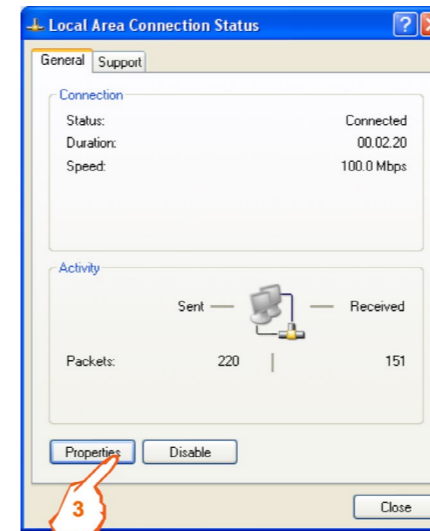 Local Area Connection Status
General Support
Connection
Status: Connected
Duration: 00.02.20
Speed: 100.0 Mbps
Activity
Sent Received
Packets: 220 151
Properties Disable
3
Close